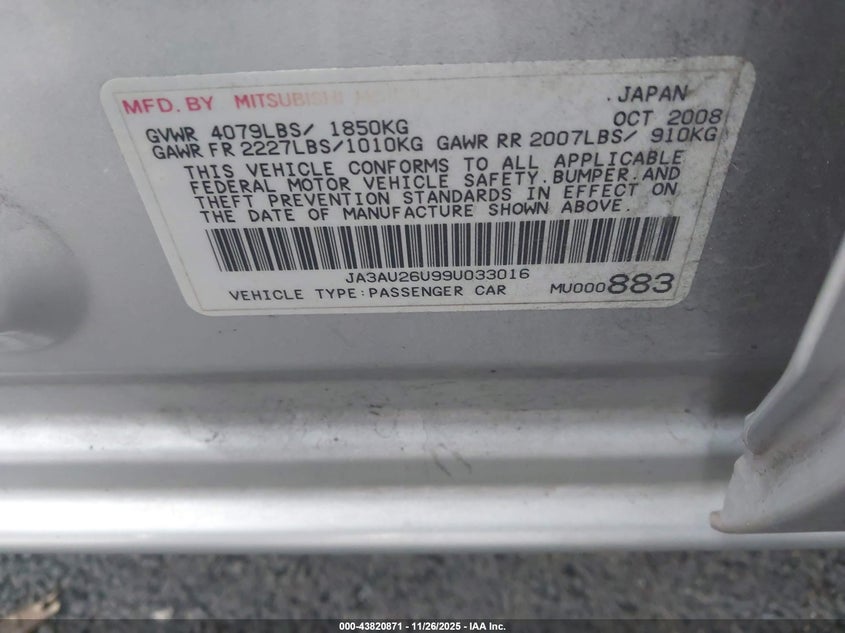 MFD. BY MITSUBISHI
.JAPAN
OCT 2008
GVWR 4079LBS/ 1850KG
GAWR FR 2227LBS/1010KG GAWR RR 2007LBS/ 910KG
THIS VEHICLE CONFORMS TO ALL APPLICABLE
FEDERAL MOTOR VEHICLE SAFETY.BUMPER.AND
THEFT PREVENTION STANDARDS IN EFFECT ON
THE DATE OF MANUFACTURE SHOWN ABOVE.
JA3AU26U99U033016
VEHICLE TYPE:PASSENGER CAR MU000883
000-43820871 - 11/26/2025 - IAA Inc.